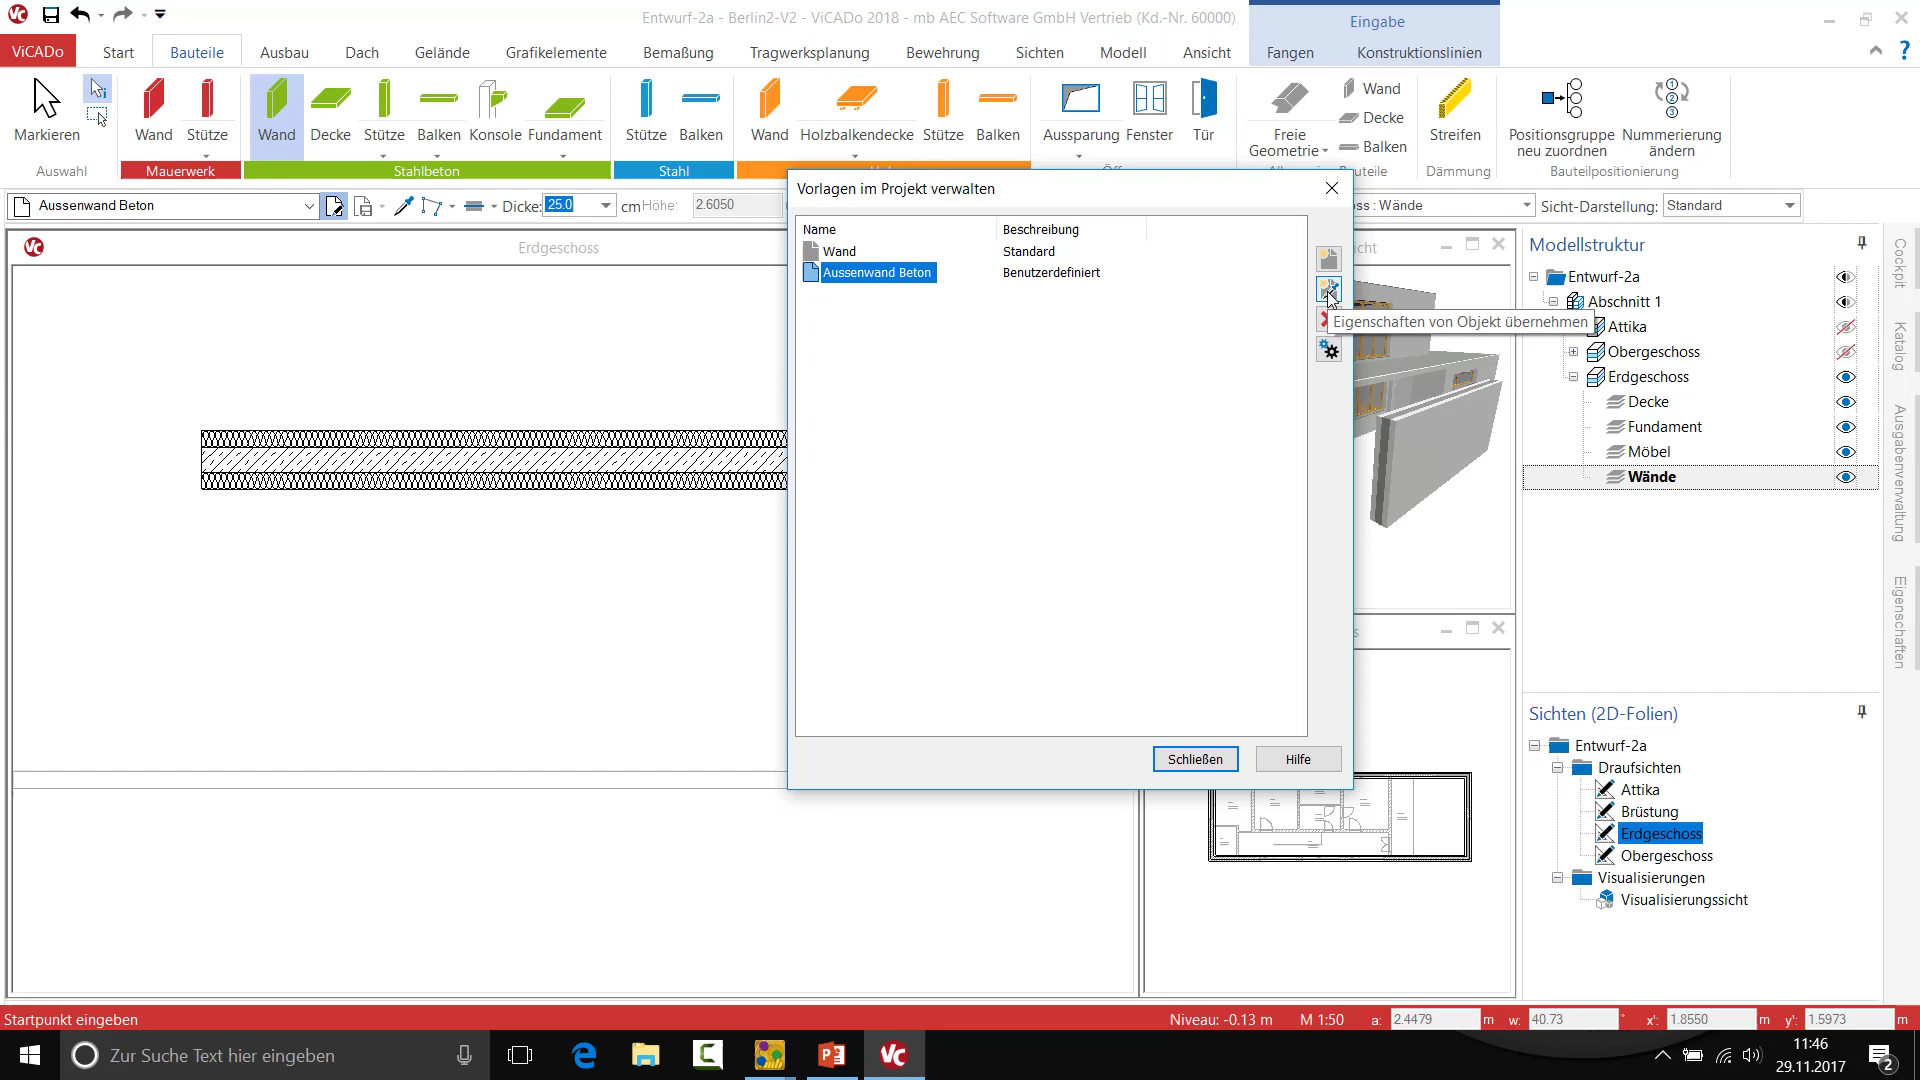 Entwurf-2a - Berlin2-V2 - ViCADo 2018 - mb AEC Software GmbH Vertrieb (Kd.-Nr. 60000)
Eingabe
ViCADo Start Bauteile Ausbau Dach Gelände Grafikelemente Bemaßung Tragwerksplanung Bewehrung Sichten Modell Ansicht Fangen Konstruktionslinien
Markieren Wand Stütze Wand Decke Stütze Balken Konsole Fundament Stütze Balken Wand Holzbalkendecke Stütze Balken Aussparung Fenster Tür
Freie Geometrie
Wand
Decke
Balken
Streifen
Positionsgruppe neu zuordnen
Nummerierung ändern
Auswahl Mauerwerk Stahlbeton Stahl Dämmung Bauteilpositionierung
Aussenwand Beton Dicke: 25.0 cm Höhe: 2.6050
: Wände Sicht-Darstellung: Standard
Erdgeschoss
Vorlagen im Projekt verwalten
Name Beschreibung
Wand Standard
Aussenwand Beton Benutzerdefiniert
Eigenschaften von Objekt übernehmen
Schließen Hilfe
Modellstruktur
Entwurf-2a
Abschnitt 1
Attika
Obergeschoss
Erdgeschoss
Decke
Fundament
Möbel
Wände
Sichten (2D-Folien)
Entwurf-2a
Draufsichten
Attika
Brüstung
Erdgeschoss
Obergeschoss
Visualisierungen
Visualisierungssicht
Cockpit
Katalog
Ausgabenverwaltung
Eigenschaften
Startpunkt eingeben Niveau: -0.13 m M 1:50 a: 2.4479 m w: 40.73 ° x': 1.8550 m y': 1.5973 m
Zur Suche Text hier eingeben
11:46
29.11.2017
2